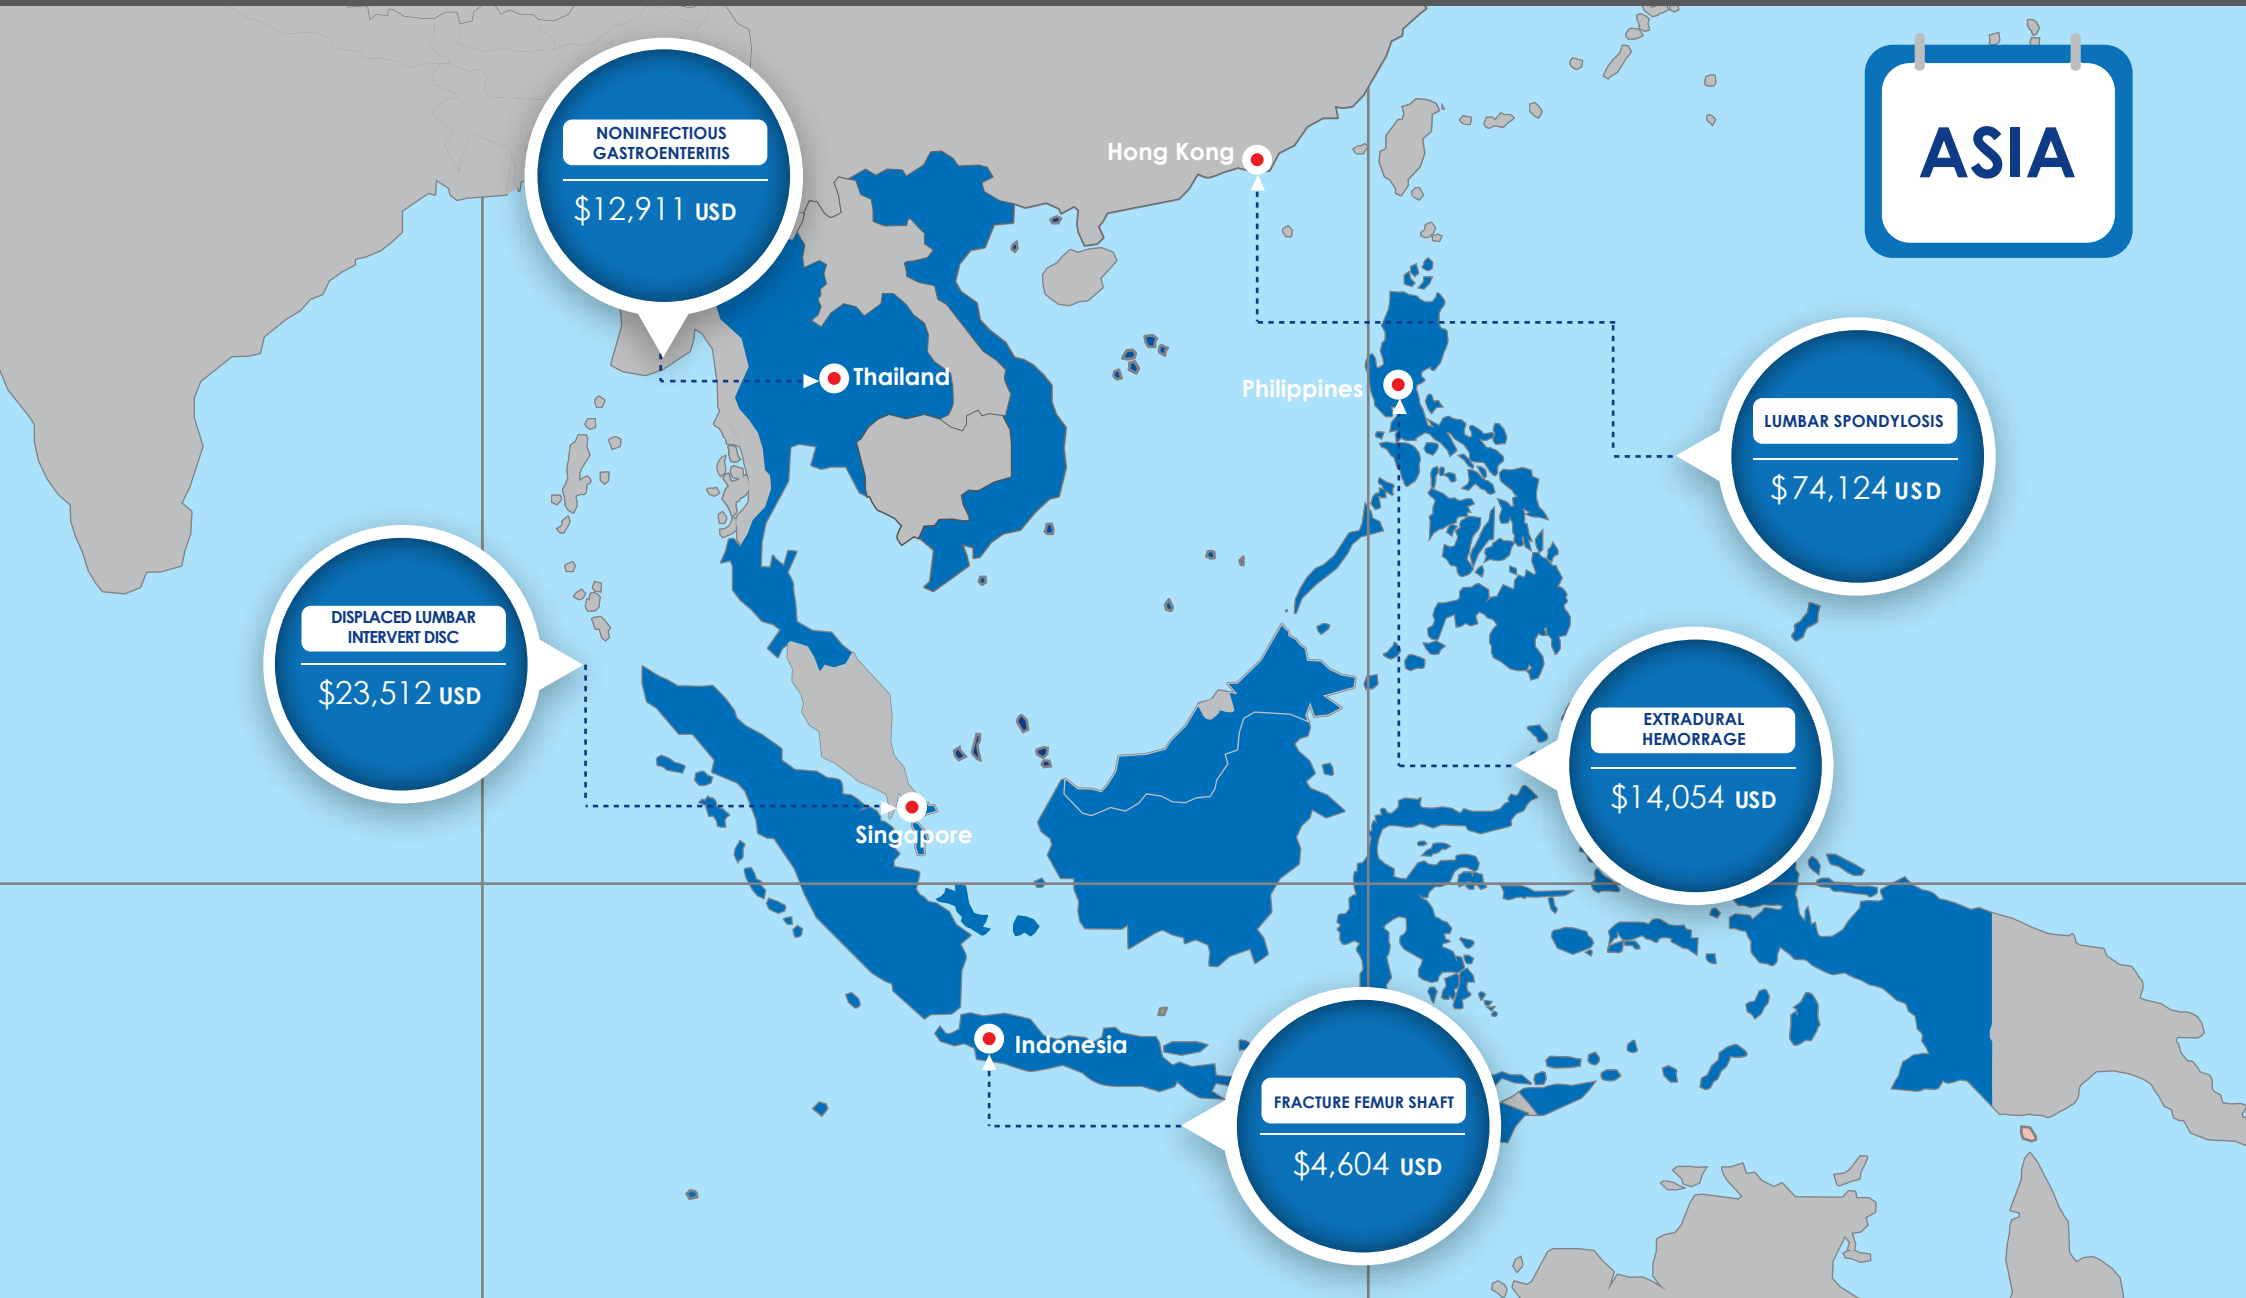 ASIA
NONINFECTIOUS
GASTROENTERITIS
$12,911 USD
Hong Kong
Thailand
Philippines
LUMBAR SPONDYLOSIS
$74,124 USD
DISPLACED LUMBAR
INTERVERT DISC
$23,512 USD
EXTRADURAL
HEMORRAGE
$14,054 USD
Singapore
Indonesia
FRACTURE FEMUR SHAFT
$4,604 USD